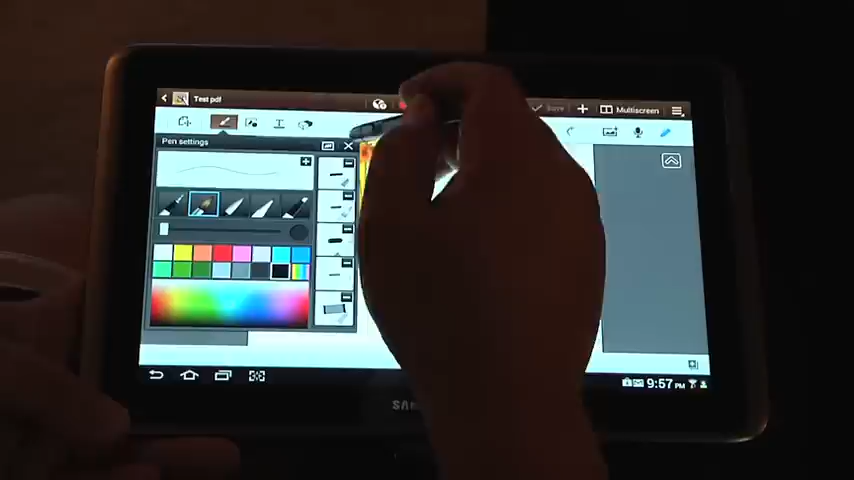 Test pdf
Save
Multiscreen
Pen settings
T
9:57 PM
SA